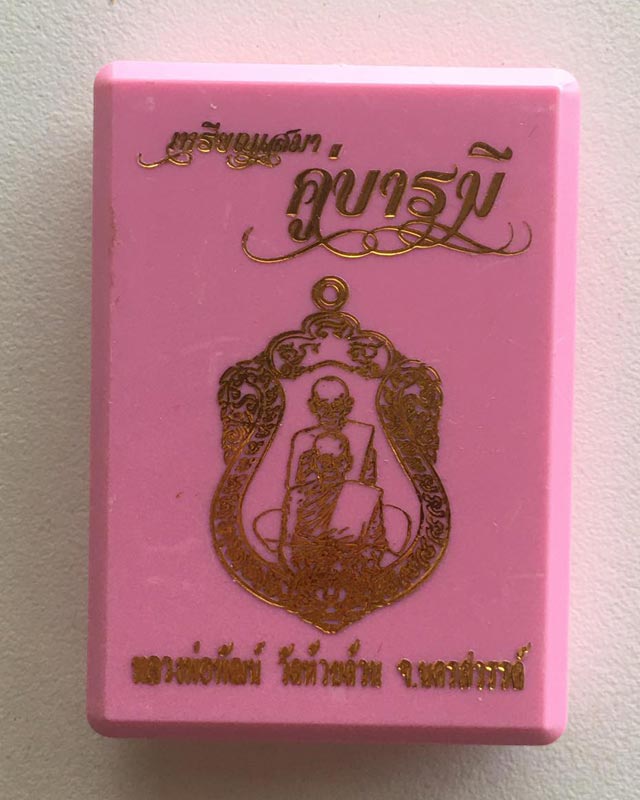 เหรียญเสมา
คู่บารมี
หลวงพ่อพัฒน์ วัดห้วยด้วน จ.นครสวรรค์